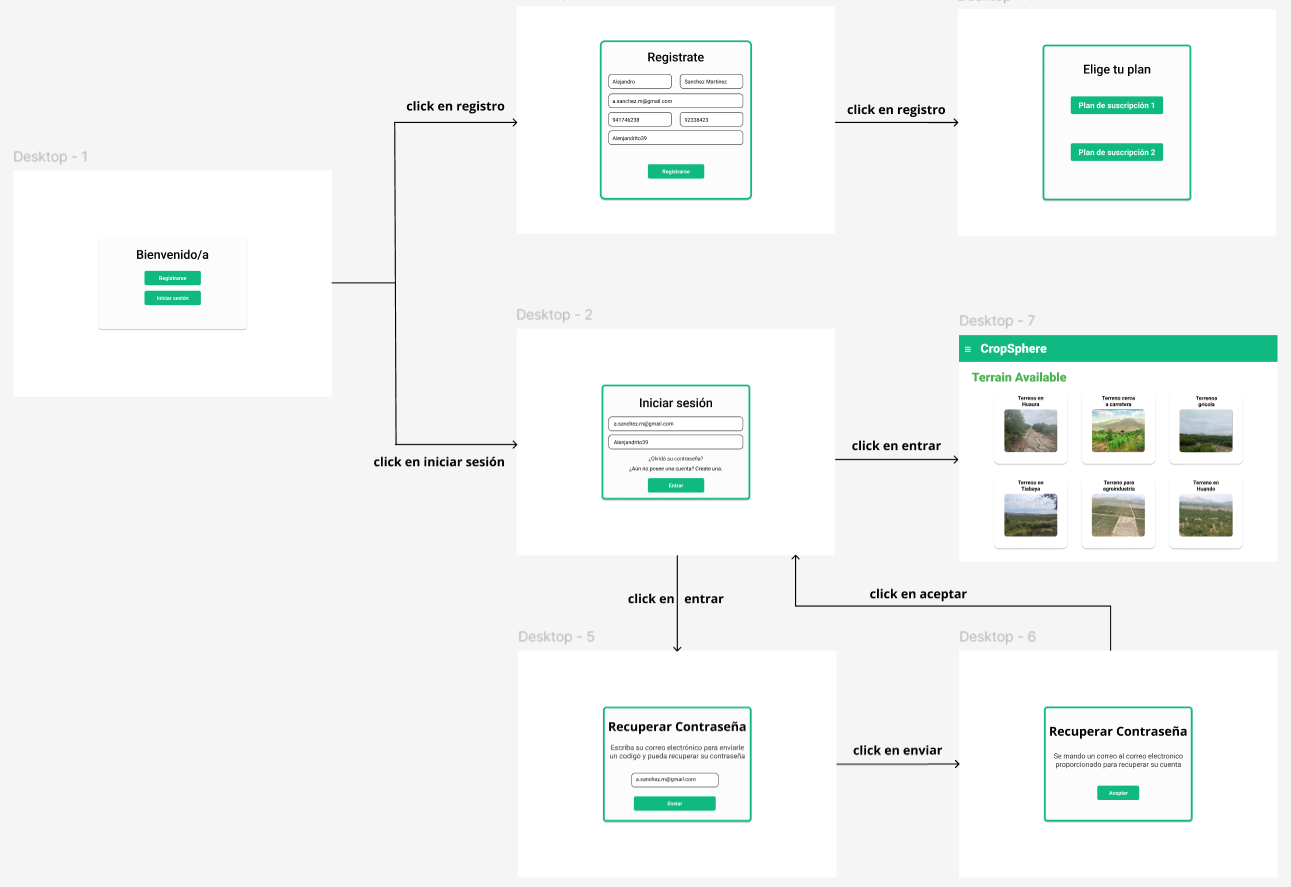 Desktop - 1
Bienvenido/a
Registrarse
Iniciar sesión
click en registro
click en iniciar sesión
Registrate
Alejandro
Sanchez Martinez
a.sanchez.m@gmail.com
941746238
92338423
Alenjandrito39
Registrarse
click en registro
Elige tu plan
Plan de suscripción 1
Plan de suscripción 2
Desktop - 2
Iniciar sesión
a.sanchez.m@gmail.com
Alenjandrito39
¿Olvidó su contraseña?
¿Aún no posee una cuenta? Create una.
Entrar
click en entrar
Desktop - 7
≡ CropSphere
Terrain Available
Terreno en
Huaura
Terreno cerca
a carretera
Terrenoa
gricola
Terreno en
Tiabaya
Terreno para
agroindustria
Terreno en
Huando
click en entrar
click en aceptar
Desktop - 5
Recuperar Contraseña
Escriba su correo electrónico para enviarle
un codigo y pueda recuperar su contraseña
a.sanchez.m@gmail.com
Enviar
click en enviar
Desktop - 6
Recuperar Contraseña
Se mando un correo al correo electronico
proporcionado para recuperar su cuenta
Aceptar